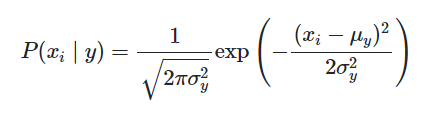 P(x_i | y) = \frac{1}{\sqrt{2\pi\sigma_y^2}} \exp\left(-\frac{(x_i - \mu_y)^2}{2\sigma_y^2}\right)